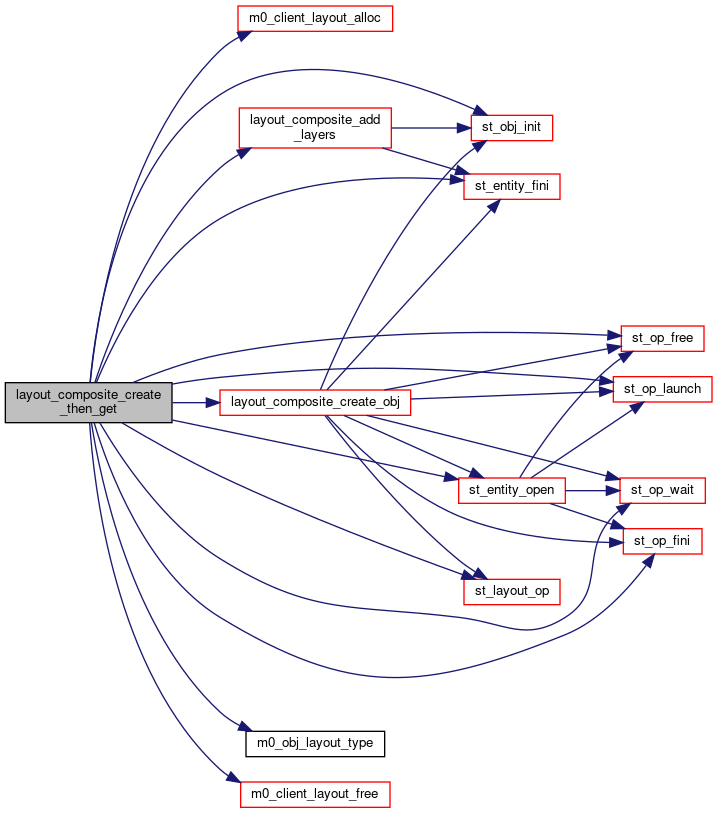 m0_client_layout_alloc
layout_composite_add
_layers
st_obj_init
st_entity_fini
st_op_free
layout_composite_create
_then_get
layout_composite_create_obj
st_op_launch
st_entity_open
st_op_wait
st_op_fini
st_layout_op
m0_obj_layout_type
m0_client_layout_free